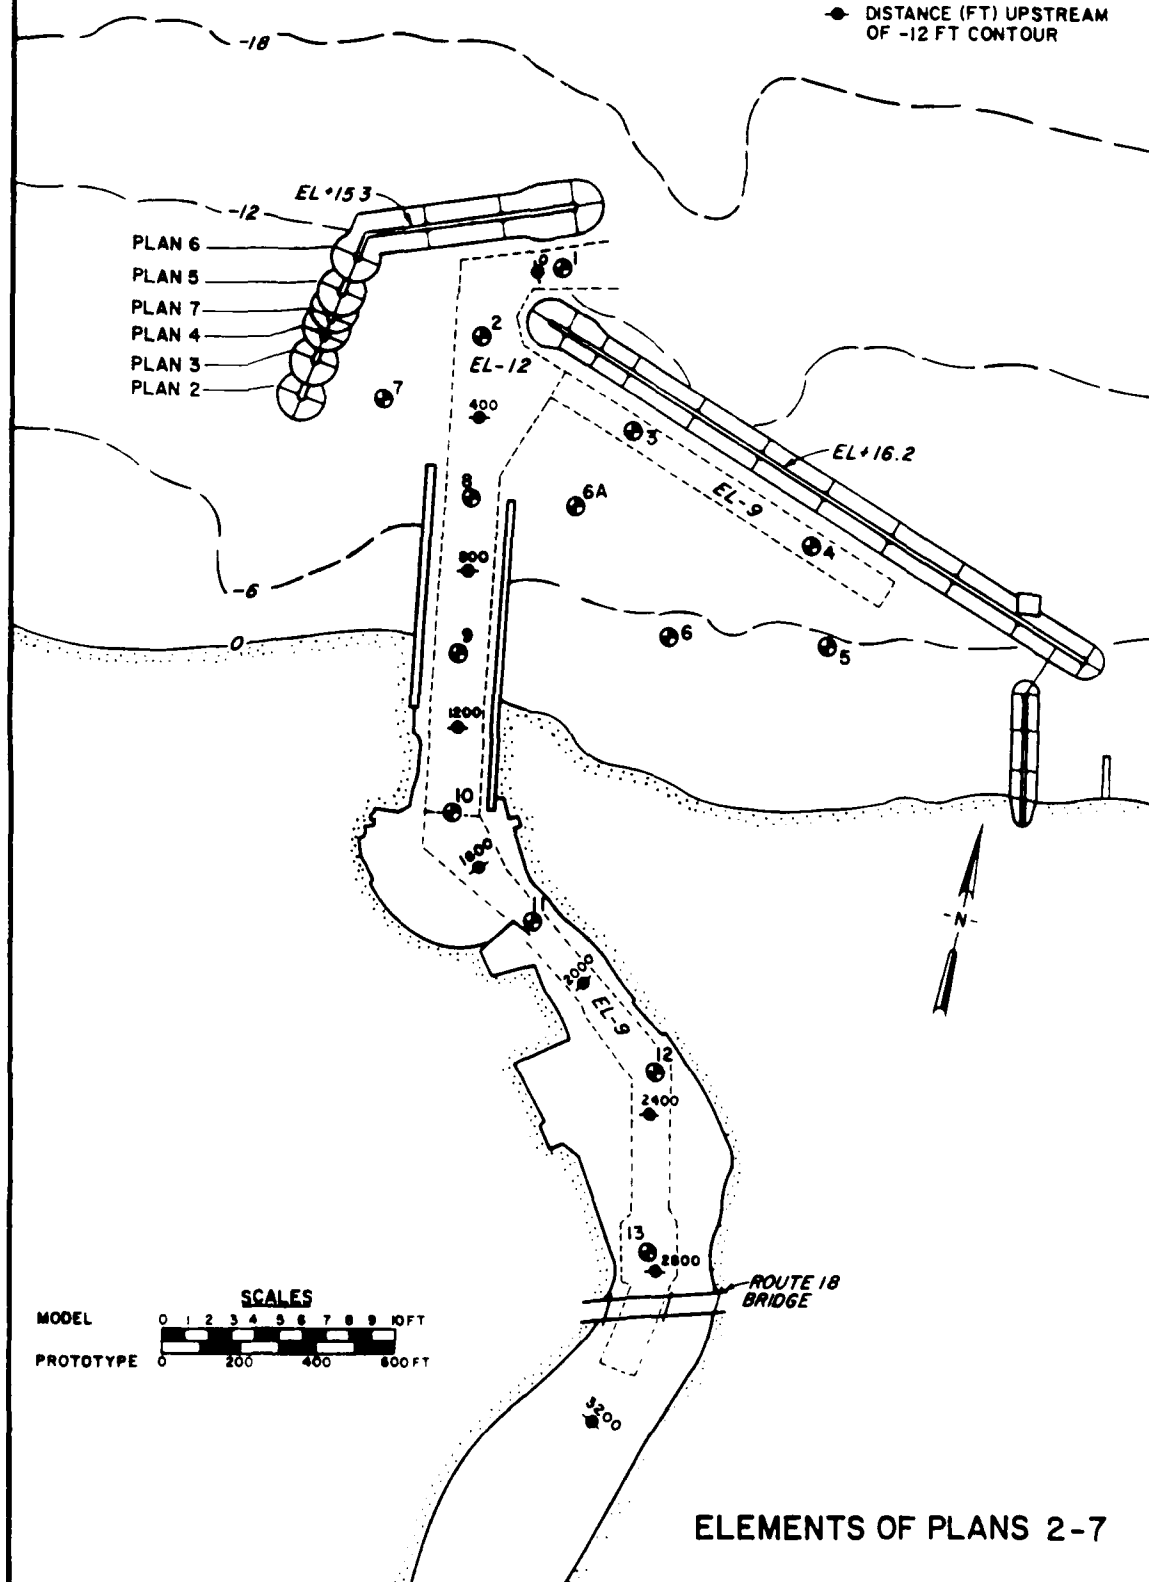 DISTANCE (FT) UPSTREAM
OF -12 FT CONTOUR
-18
-12
EL+15.3
PLAN 6
PLAN 5
PLAN 7
PLAN 4
PLAN 3
PLAN 2
0
1
2
EL-12
7
400
3
EL+16.2
8
6A
EL-9
4
800
-6
0
9
6
5
1200
10
1600
11
-N-
2000
EL-9
12
2400
13
2800
ROUTE 18
BRIDGE
SCALES
MODEL
0 1 2 3 4 5 6 7 8 9 10 FT
PROTOTYPE
0 200 400 600 FT
3200
ELEMENTS OF PLANS 2-7